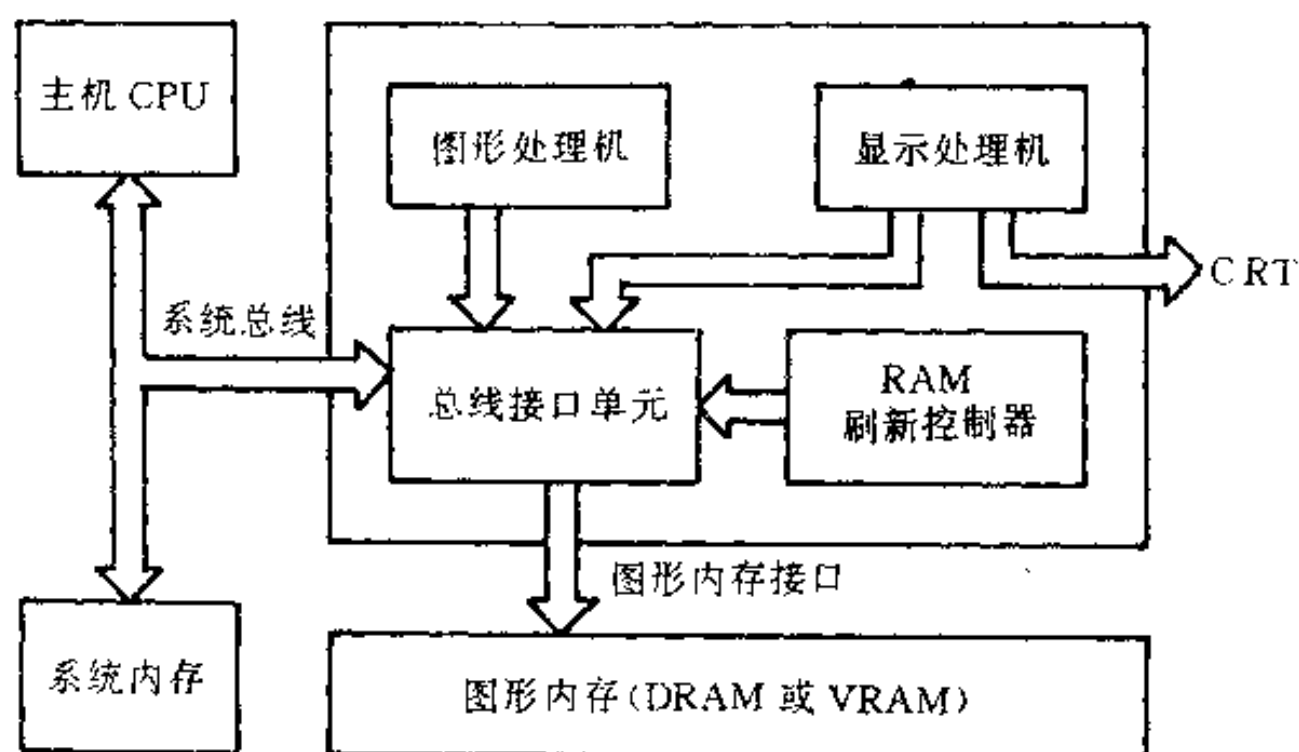 主机 CPU
图形处理机
显示处理机
CRT
系统总线
总线接口单元
RAM
刷新控制器
图形内存接口
系统内存
图形内存(DRAM 或 VRAM)